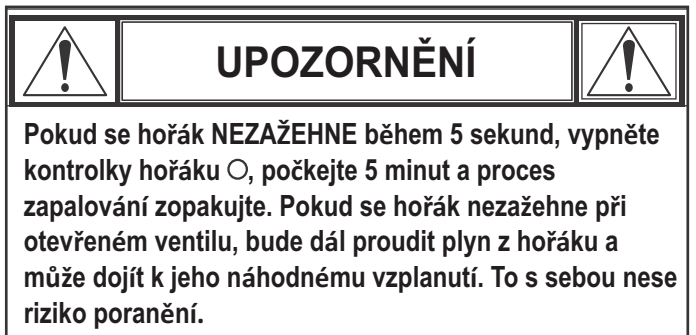 UPOZORNĚNÍ
Pokud se hořák NEZAŽEHNE během 5 sekund, vypněte
kontrolky hořáku ○, počkejte 5 minut a proces
zapalování zopakujte. Pokud se hořák nezažehne při
otevřeném ventilu, bude dál proudit plyn z hořáku a
může dojít k jeho náhodnému vzplanutí. To s sebou nese
riziko poranění.